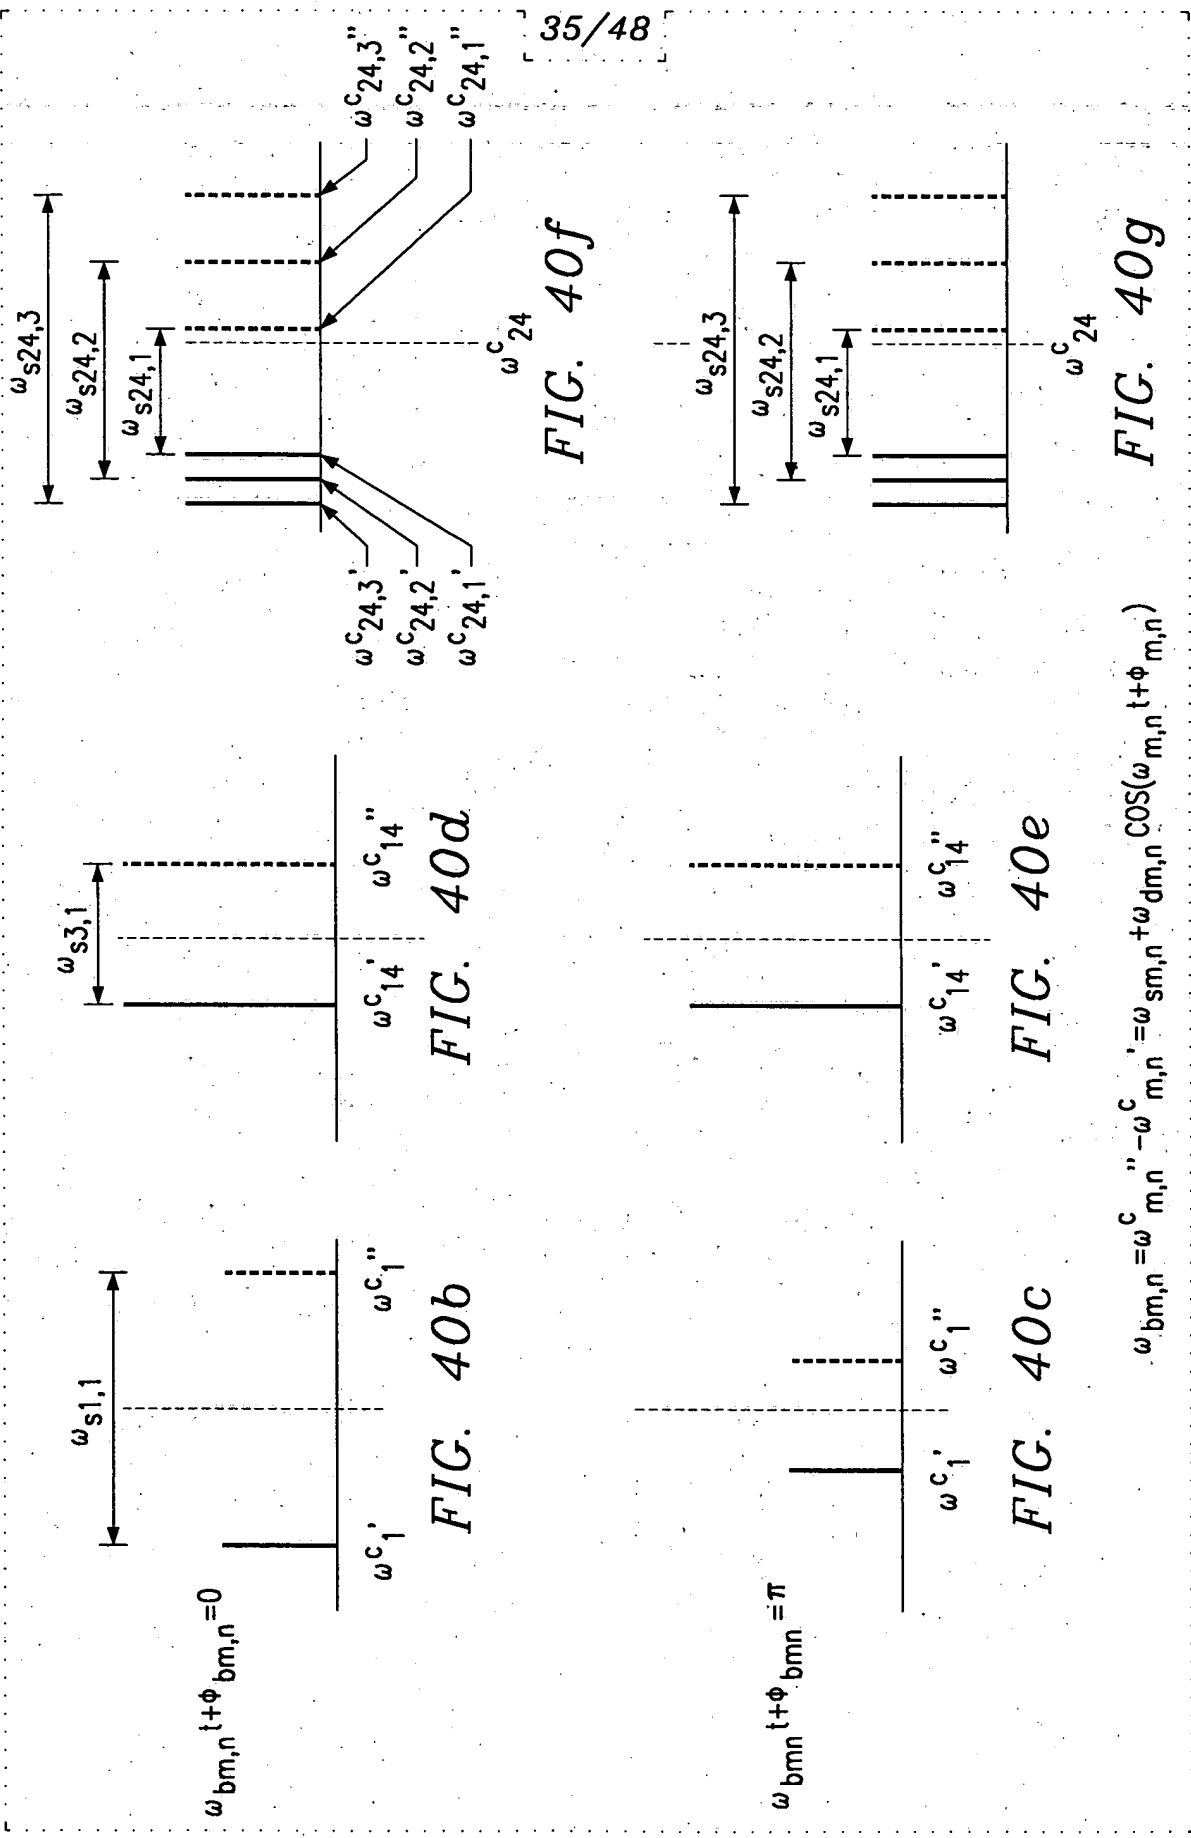 35/48
ω_bm,n t+ϕ_bm,n =0
ω_s1,1
ω^c_1'
ω^c_1''
FIG. 40b
ω_s3,1
ω^c_14'
ω^c_14''
FIG. 40d
ω_s24,3
ω_s24,2
ω_s24,1
ω^c_24,3'
ω^c_24,2'
ω^c_24,1'
ω^c_24,3''
ω^c_24,2''
ω^c_24,1''
ω^c_24
FIG. 40f
ω_bmn t+ϕ_bmn =π
ω^c_1'
ω^c_1''
FIG. 40c
ω^c_14'
ω^c_14''
FIG. 40e
ω_s24,3
ω_s24,2
ω_s24,1
ω^c_24
FIG. 40g
ω_bm,n =ω^c_m,n'' -ω^c_m,n' =ω_sm,n +ω_dm,n COS(ω_m,n t+ϕ_m,n)